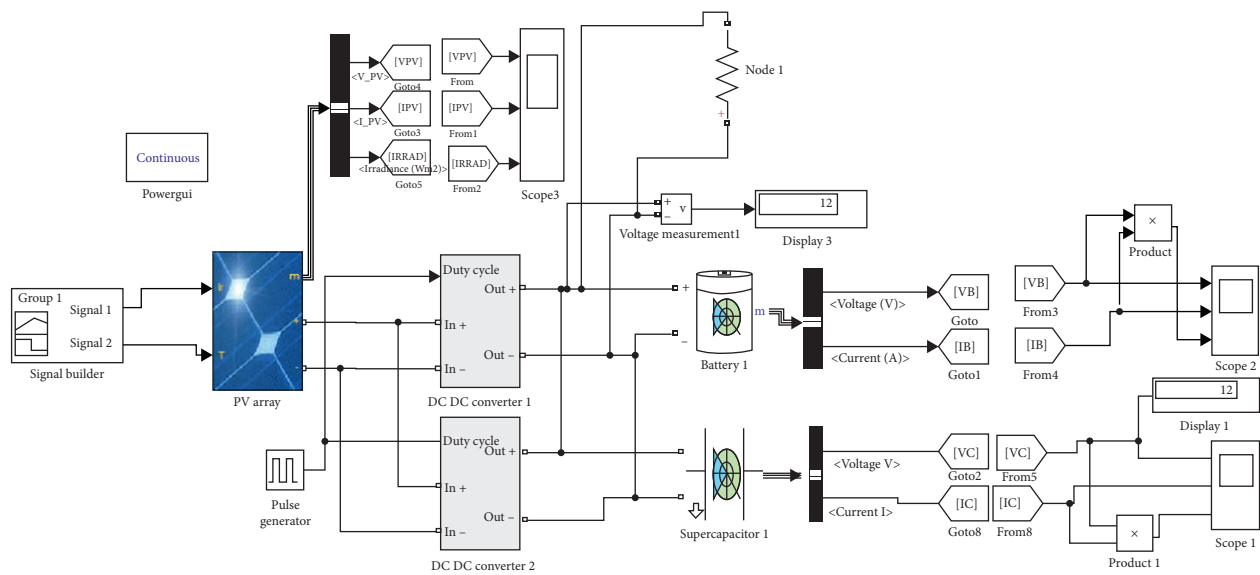 Continuous
Powergui
<V_PV>
[VPV]
Goto4
<I_PV>
[IPV]
Goto3
<Irradiance (Wm2)>
[IRRAD]
Goto5
[VPV]
From
[IPV]
From1
[IRRAD]
From2
Scope3
Node 1
+
+
−
v
Voltage measurement1
12
Display 3
Group 1
Signal 1
Signal 2
Signal builder
Ir
T
m
+
-
PV array
Duty cycle
Out +
In +
Out −
In −
DC DC converter 1
Duty cycle
Out +
In +
Out −
In −
DC DC converter 2
Pulse
generator
+
−
m
Battery 1
<Voltage (V)>
<Current (A)>
[VB]
Goto
[IB]
Goto1
[VB]
From3
[IB]
From4
×
Product
Scope 2
Supercapacitor 1
<Voltage V>
<Current I>
[VC]
Goto2
[IC]
Goto8
[VC]
From5
[IC]
From8
12
Display 1
×
Product 1
Scope 1